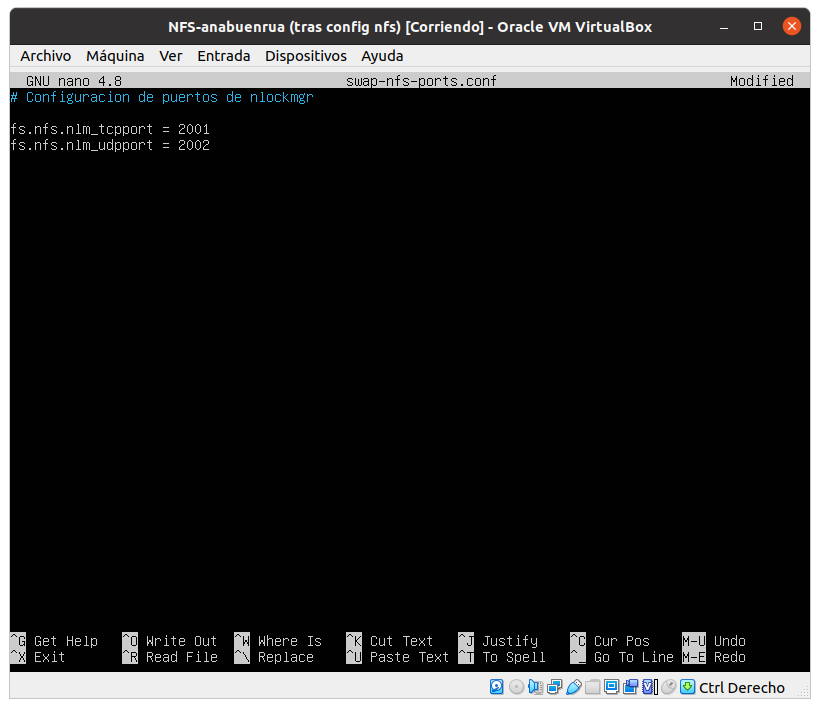 NFS-anabuenrua (tras config nfs) [Corriendo] - Oracle VM VirtualBox
Archivo Máquina Ver Entrada Dispositivos Ayuda
GNU nano 4.8 swap-nfs-ports.conf Modified
# Configuracion de puertos de nlockmgr
fs.nfs.nlm_tcpport = 2001
fs.nfs.nlm_udpport = 2002
^G Get Help ^O Write Out ^W Where Is ^K Cut Text ^J Justify ^C Cur Pos M-U Undo
^X Exit ^R Read File ^\ Replace ^U Paste Text ^T To Spell ^_ Go To Line M-E Redo
Ctrl Derecho